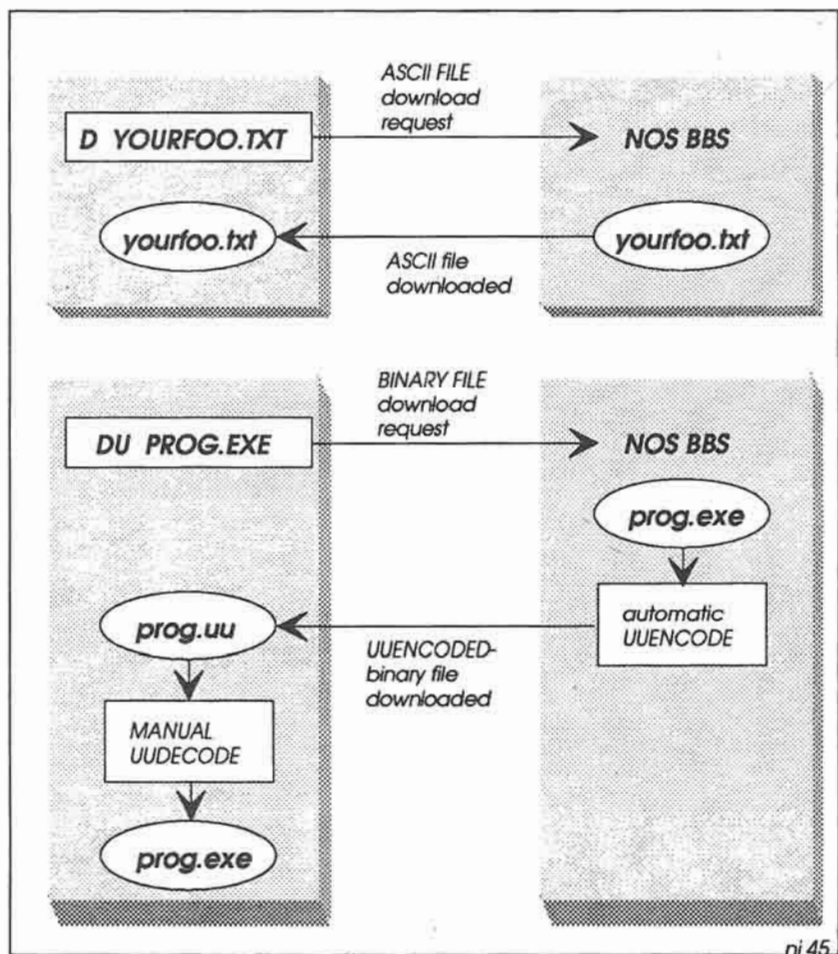 ASCII FILE
download
request
D YOURFOO.TXT
NOS BBS
yourfoo.txt
yourfoo.txt
ASCII file
downloaded
BINARY FILE
download
request
DU PROG.EXE
NOS BBS
prog.exe
automatic
UUENCODE
prog.uu
UUENCODED-
binary file
downloaded
MANUAL
UUDECODE
prog.exe
ni 45